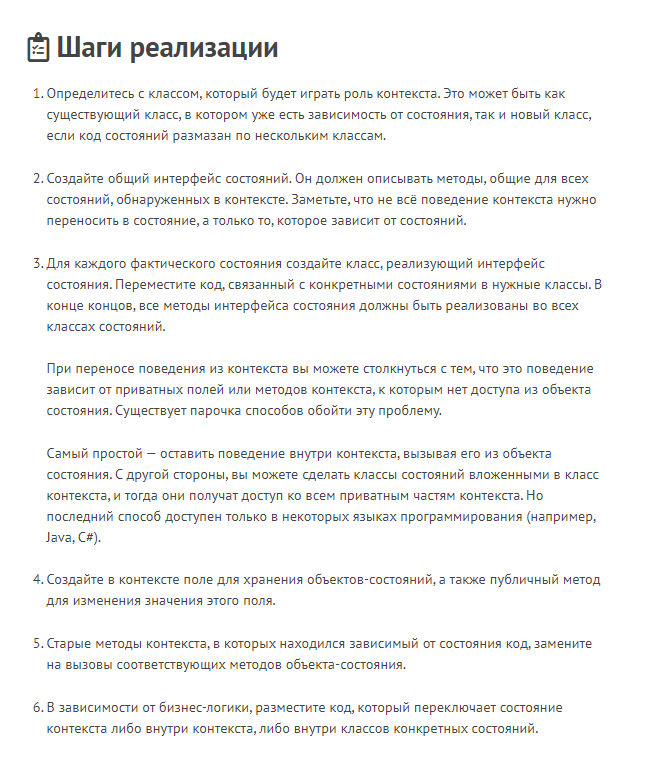 Шаги реализации
1. Определитесь с классом, который будет играть роль контекста. Это может быть как
существующий класс, в котором уже есть зависимость от состояния, так и новый класс,
если код состояний размазан по нескольким классам.
2. Создайте общий интерфейс состояний. Он должен описывать методы, общие для всех
состояний, обнаруженных в контексте. Заметьте, что не всё поведение контекста нужно
переносить в состояние, а только то, которое зависит от состояний.
3. Для каждого фактического состояния создайте класс, реализующий интерфейс
состояния. Переместите код, связанный с конкретными состояниями в нужные классы. В
конце концов, все методы интерфейса состояния должны быть реализованы во всех
классах состояний.
При переносе поведения из контекста вы можете столкнуться с тем, что это поведение
зависит от приватных полей или методов контекста, к которым нет доступа из объекта
состояния. Существует парочка способов обойти эту проблему.
Самый простой — оставить поведение внутри контекста, вызывая его из объекта
состояния. С другой стороны, вы можете сделать классы состояний вложенными в класс
контекста, и тогда они получат доступ ко всем приватным частям контекста. Но
последний способ доступен только в некоторых языках программирования (например,
Java, C#).
4. Создайте в контексте поле для хранения объектов-состояний, а также публичный метод
для изменения значения этого поля.
5. Старые методы контекста, в которых находился зависимый от состояния код, замените
на вызовы соответствующих методов объекта-состояния.
6. В зависимости от бизнес-логики, разместите код, который переключает состояние
контекста либо внутри контекста, либо внутри классов конкретных состояний.